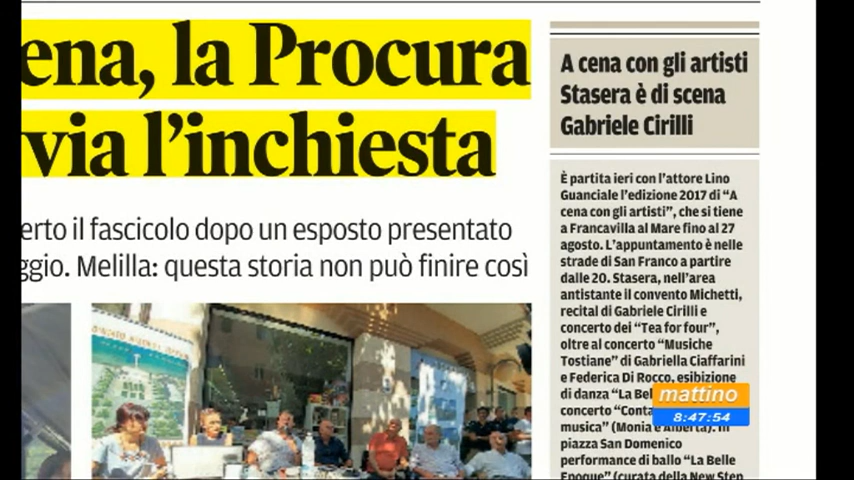 ena, la Procura
via l'inchiesta
erto il fascicolo dopo un esposto presentato
ggio. Melilla: questa storia non può finire così
A cena con gli artisti
Stasera è di scena
Gabriele Cirilli
È partita ieri con l'attore Lino
Guanciale l'edizione 2017 di "A
cena con gli artisti", che si tiene
a Francavilla al Mare fino al 27
agosto. L'appuntamento è nelle
strade di San Franco a partire
dalle 20. Stasera, nell'area
antistante il convento Michetti,
recital di Gabriele Cirilli e
concerto dei "Tea for four",
oltre al concerto "Musiche
Tostiane" di Gabriella Ciaffarini
e Federica Di Rocco, esibizione
di danza "La Bel
concerto "Conta
musica" (Monia e Alberta). In
piazza San Domenico
performance di ballo "La Belle
Epoque" (curata della New Step
mattino
8:47:54